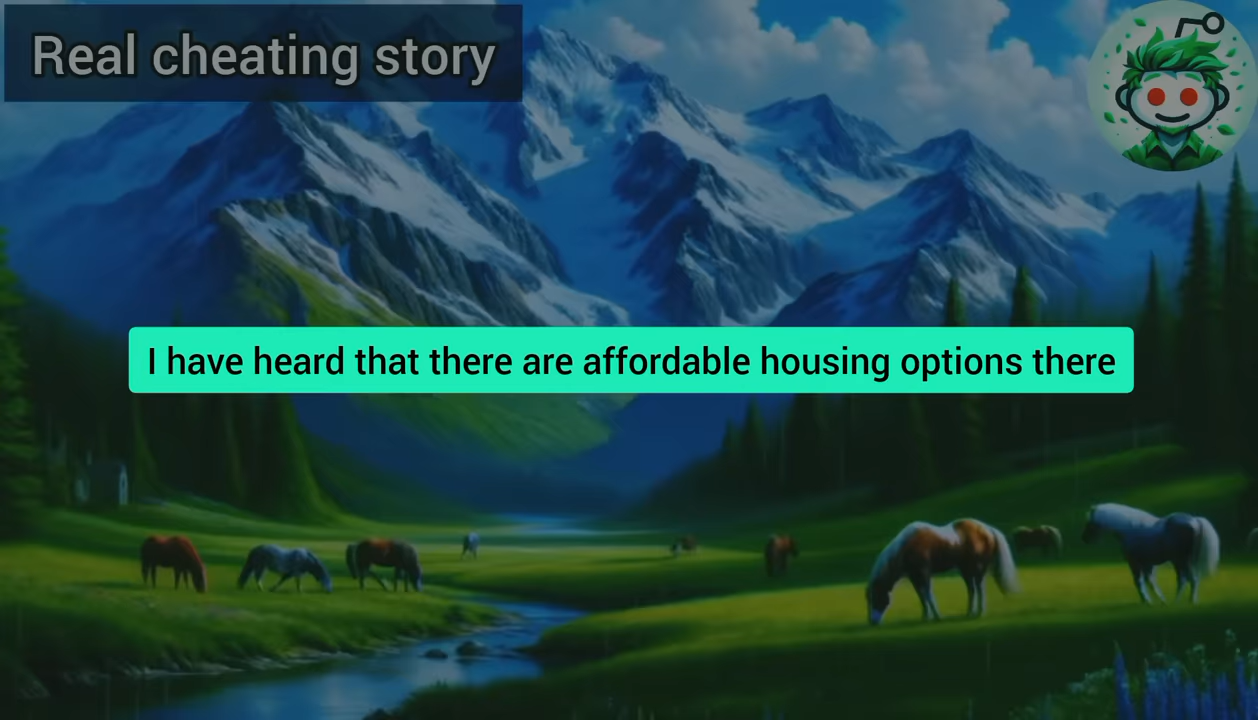 Real cheating story
I have heard that there are affordable housing options there